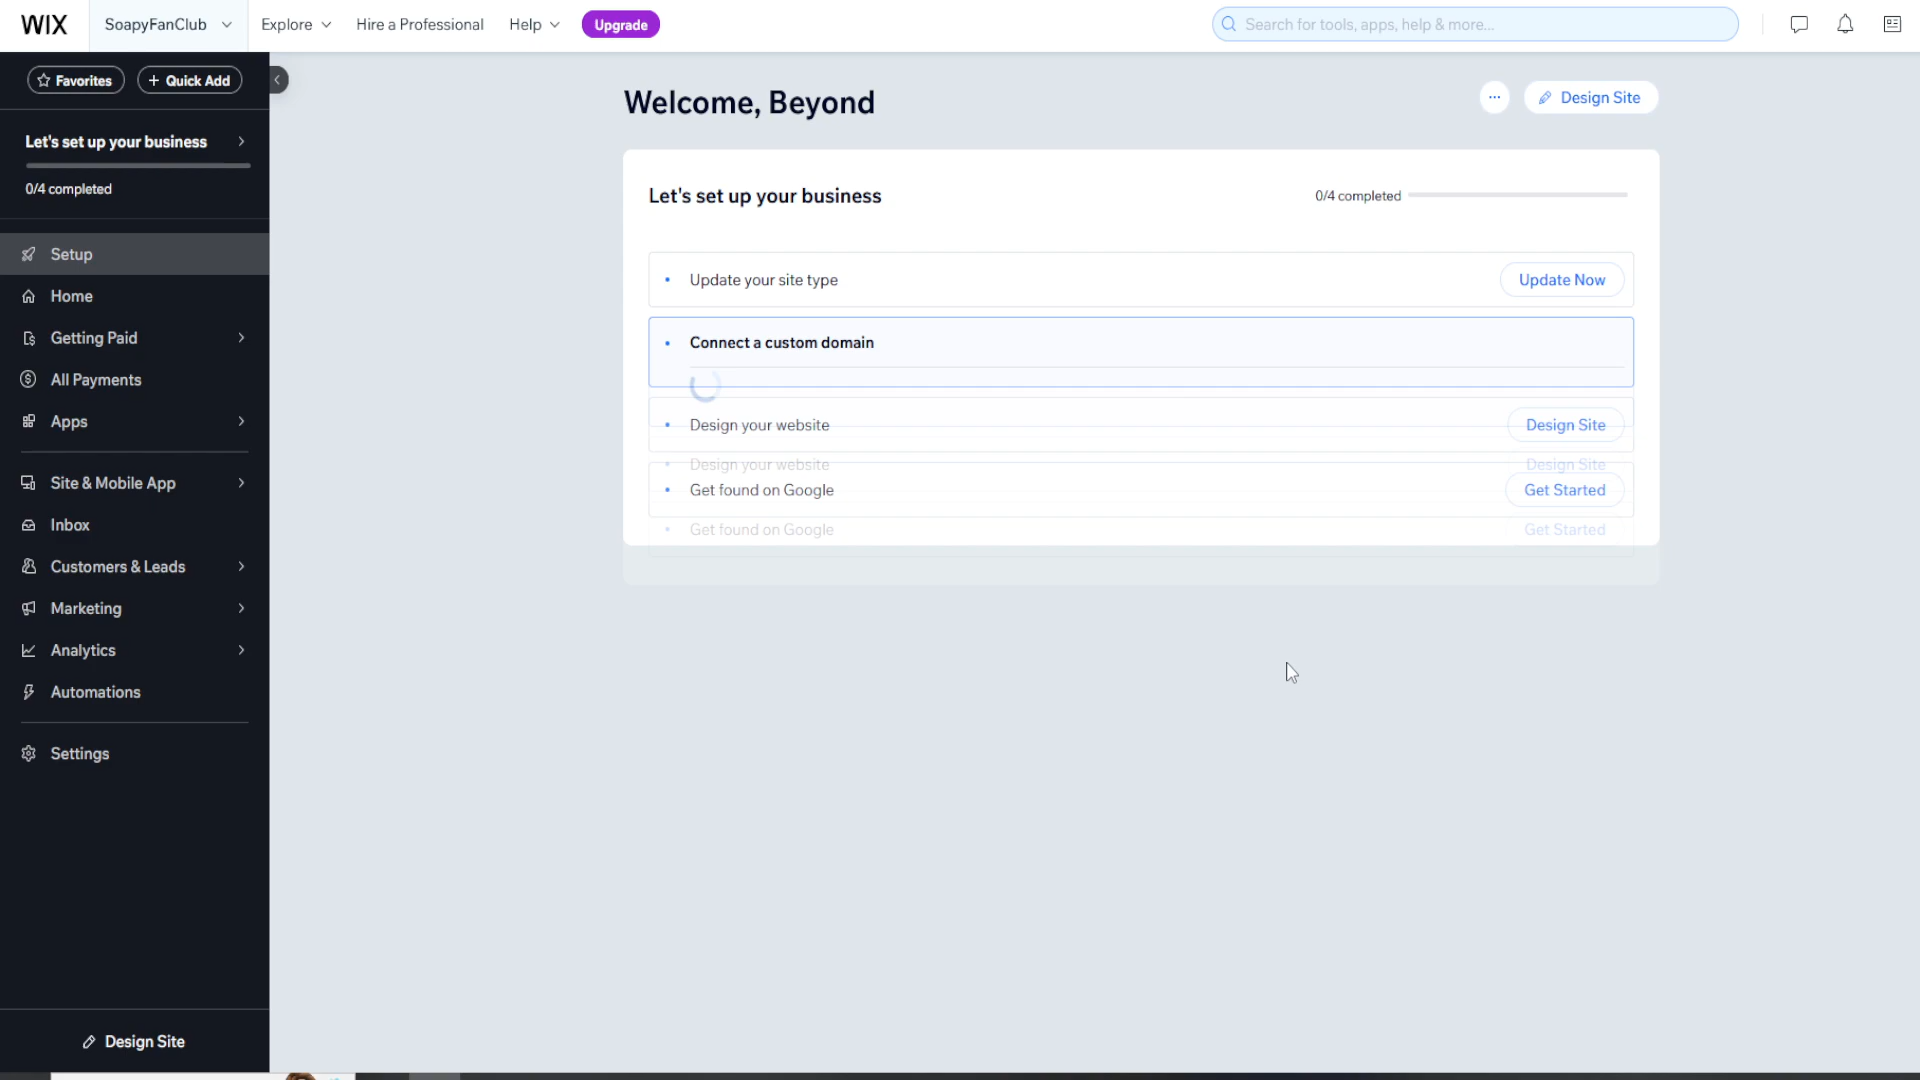 WIX
SoapyFanClub
Explore
Hire a Professional
Help
Upgrade
Search for tools, apps, help & more...
Favorites
+ Quick Add
Let's set up your business
0/4 completed
Setup
Home
Getting Paid
All Payments
Apps
Site & Mobile App
Inbox
Customers & Leads
Marketing
Analytics
Automations
Settings
Design Site
Welcome, Beyond
...
Design Site
Let's set up your business
0/4 completed
Update your site type
Update Now
Connect a custom domain
Design your website
Design Site
Design your website
Design Site
Get found on Google
Get Started
Get found on Google
Get Started